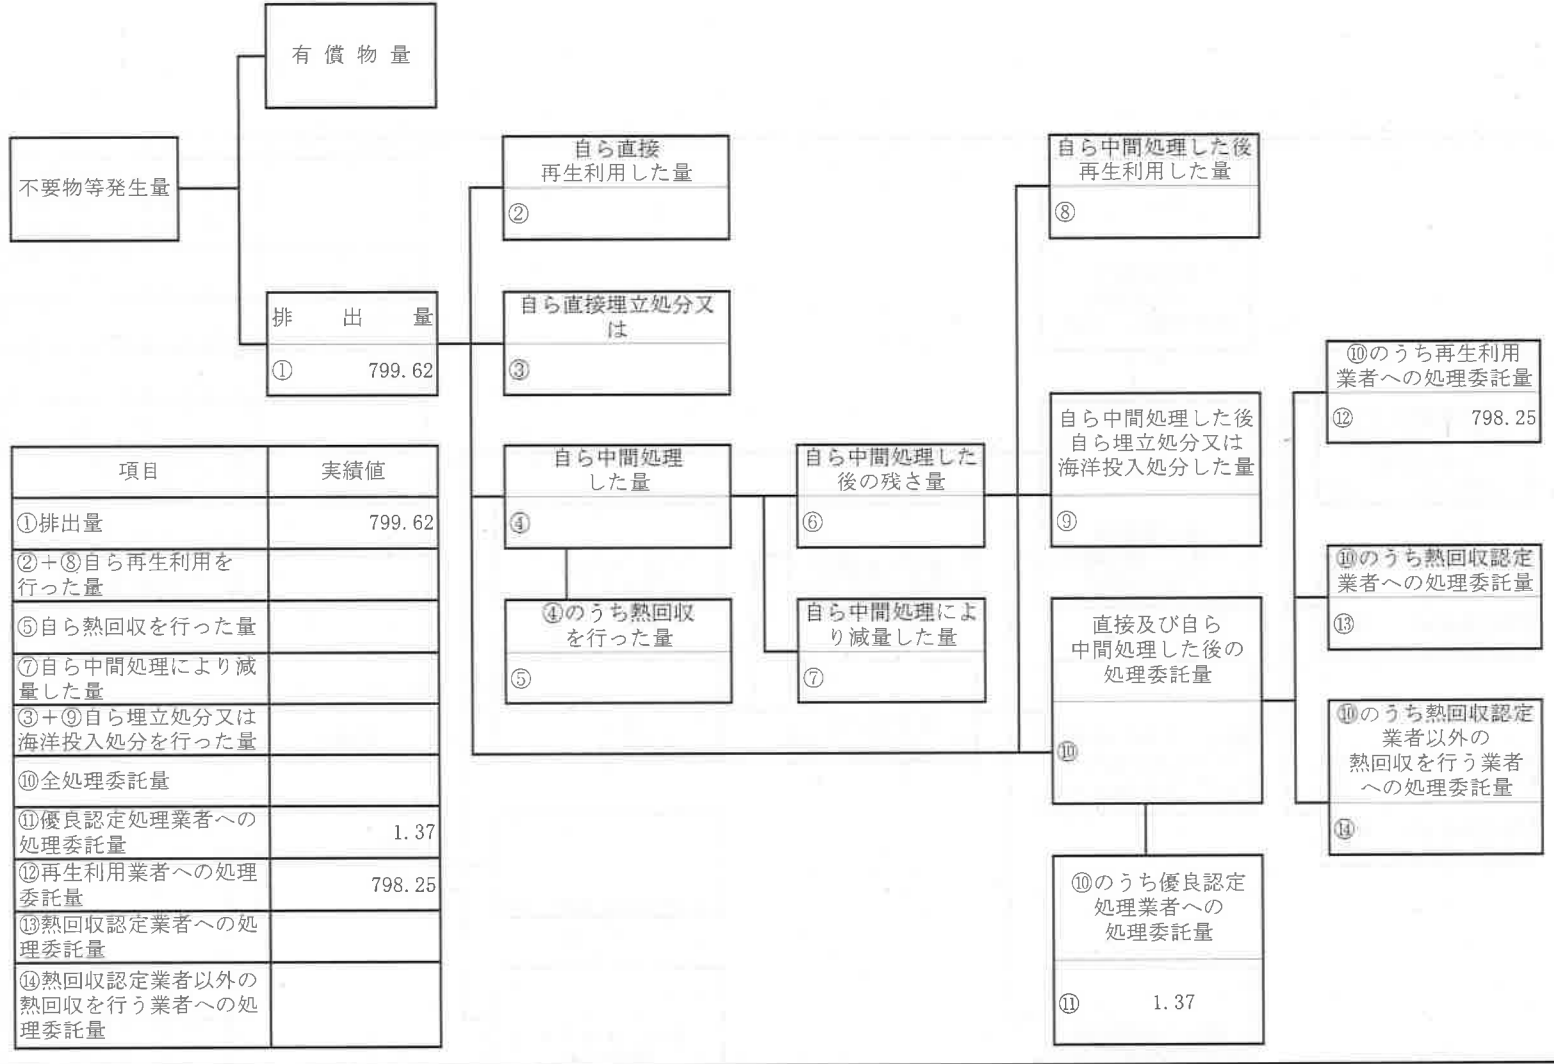 有 償 物 量
不要物等発生量
排 出 量
① 799.62
自ら直接
再生利用した量
②
自ら直接埋立処分又
は
③
自ら中間処理
した量
④
④のうち熱回収
を行った量
⑤
自ら中間処理した
後の残さ量
⑥
自ら中間処理によ
り減量した量
⑦
自ら中間処理した後
再生利用した量
⑧
自ら中間処理した後
自ら埋立処分又は
海洋投入処分した量
⑨
直接及び自ら
中間処理した後の
処理委託量
⑩
⑩のうち優良認定
処理業者への
処理委託量
⑪ 1.37
⑩のうち再生利用
業者への処理委託量
⑫ 798.25
⑩のうち熱回収認定
業者への処理委託量
⑬
⑩のうち熱回収認定
業者以外の
熱回収を行う業者
への処理委託量
⑭
項目 実績値
①排出量 799.62
②＋⑧自ら再生利用を
行った量
⑤自ら熱回収を行った量
⑦自ら中間処理により減
量した量
③＋⑨自ら埋立処分又は
海洋投入処分を行った量
⑩全処理委託量
⑪優良認定処理業者への
処理委託量 1.37
⑫再生利用業者への処理
委託量 798.25
⑬熱回収認定業者への処
理委託量
⑭熱回収認定業者以外の
熱回収を行う業者への処
理委託量